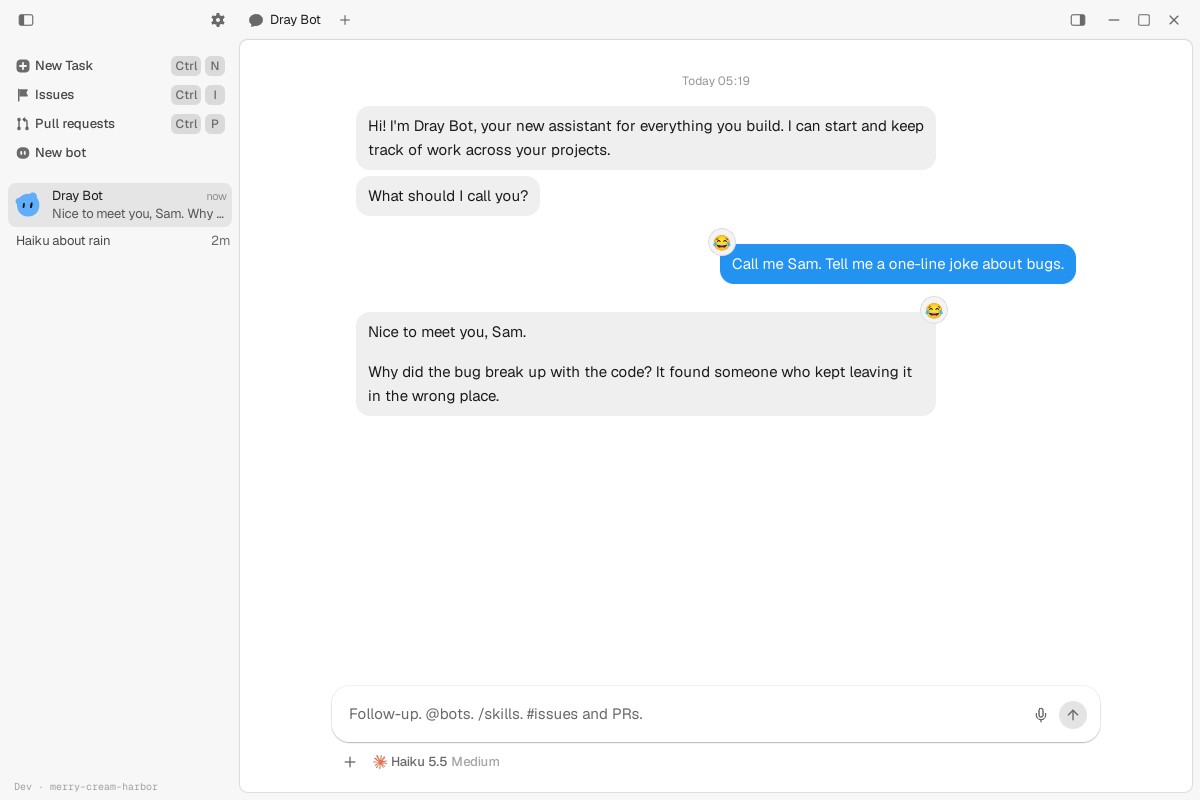 Dray Bot
New Task Ctrl N
Issues Ctrl I
Pull requests Ctrl P
New bot
Dray Bot now
Nice to meet you, Sam. Why …
Haiku about rain 2m
Dev · merry-cream-harbor
Today 05:19
Hi! I'm Dray Bot, your new assistant for everything you build. I can start and keep
track of work across your projects.
What should I call you?
Call me Sam. Tell me a one-line joke about bugs.
Nice to meet you, Sam.
Why did the bug break up with the code? It found someone who kept leaving it
in the wrong place.
Follow-up. @bots. /skills. #issues and PRs.
Haiku 5.5 Medium